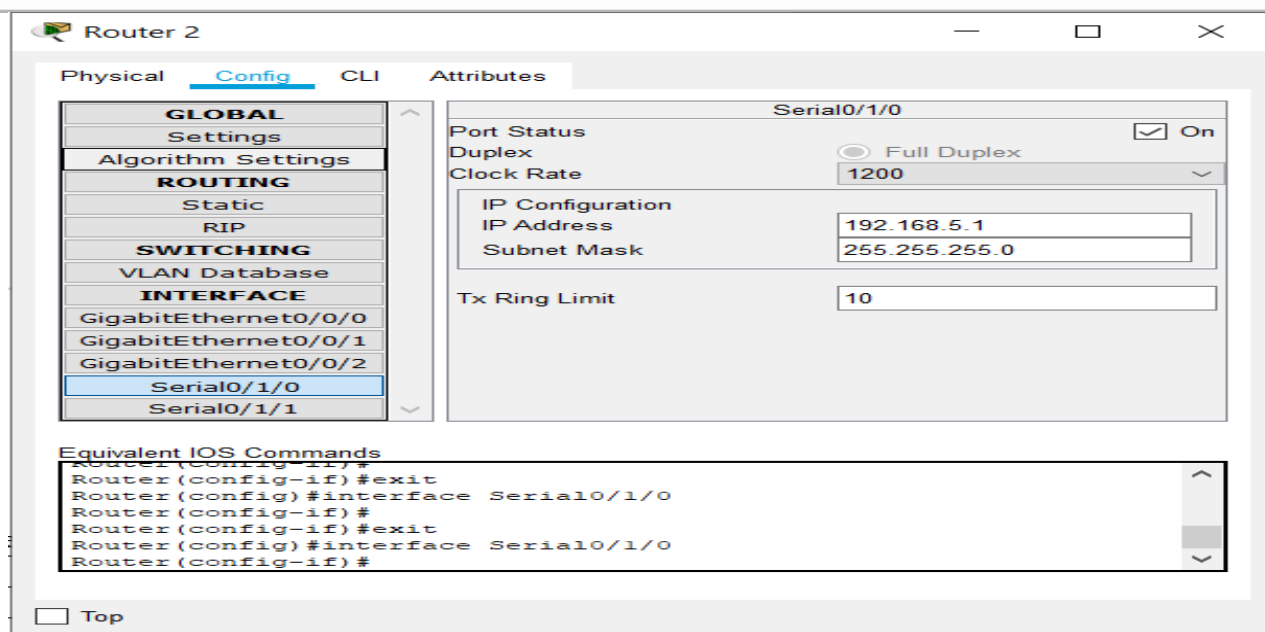 Router 2
Physical Config CLI Attributes
GLOBAL
Settings
Algorithm Settings
ROUTING
Static
RIP
SWITCHING
VLAN Database
INTERFACE
GigabitEthernet0/0/0
GigabitEthernet0/0/1
GigabitEthernet0/0/2
Serial0/1/0
Serial0/1/1
Serial0/1/0
Port Status On
Duplex Full Duplex
Clock Rate 1200
IP Configuration
IP Address 192.168.5.1
Subnet Mask 255.255.255.0
Tx Ring Limit 10
Equivalent IOS Commands
Router(config-if)#
Router(config-if)#exit
Router(config)#interface Serial0/1/0
Router(config-if)#
Router(config-if)#exit
Router(config)#interface Serial0/1/0
Router(config-if)#
Top